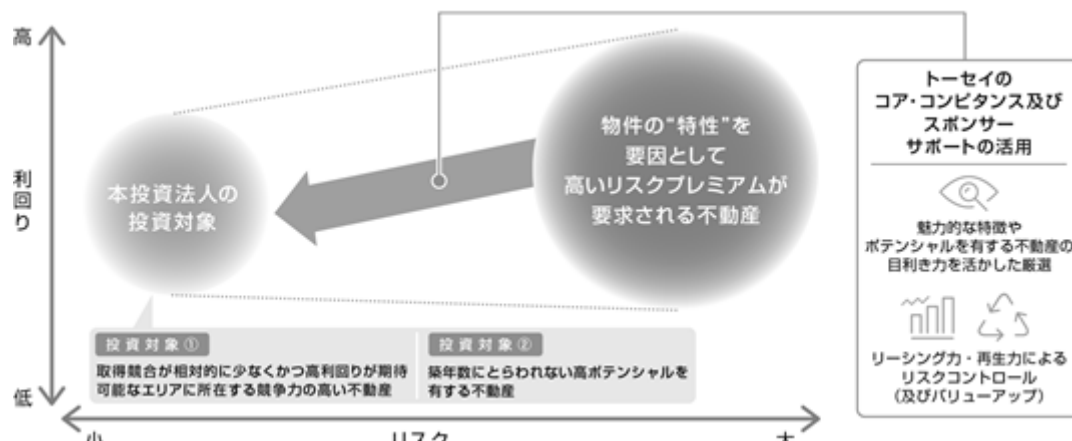 高
利回り
低
本投資法人の
投資対象
物件の“特性”を
要因として
高いリスクプレミアムが
要求される不動産
投資対象①
取得競合が相対的に少なくかつ高利回りが期待
可能なエリアに所在する競争力の高い不動産
投資対象②
築年数にとらわれない高ポテンシャルを
有する不動産
小
リスク
大
トーセイの
コア・コンピタンス及び
スポンサー
サポートの活用
魅力的な特徴や
ポテンシャルを有する不動産の
目利き力を活かした厳選
リーシング力・再生力による
リスクコントロール
（及びバリューアップ）